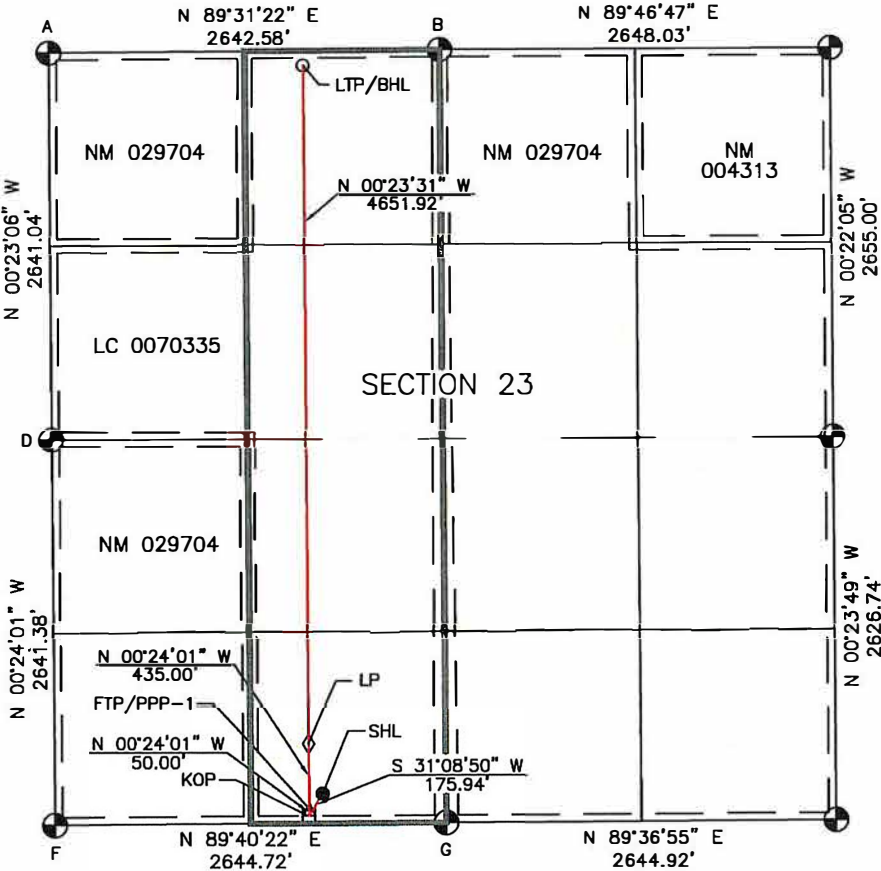 N 89°31'22" E
2642.58'
N 89°46'47" E
2648.03'
A
B
LTP/BHL
NM 029704
NM 029704
NM
004313
N 00°23'31" W
4651.92'
N 00°23'06" W
2641.04'
N 00°22'05" W
2655.00'
LC 0070335
SECTION 23
D
NM 029704
N 00°24'01" W
2641.38'
N 00°23'49" W
2626.74'
N 00°24'01" W
435.00'
LP
FTP/PPP-1
SHL
N 00°24'01" W
50.00'
S 31°08'50" W
175.94'
KOP
F
N 89°40'22" E
2644.72'
G
N 89°36'55" E
2644.92'